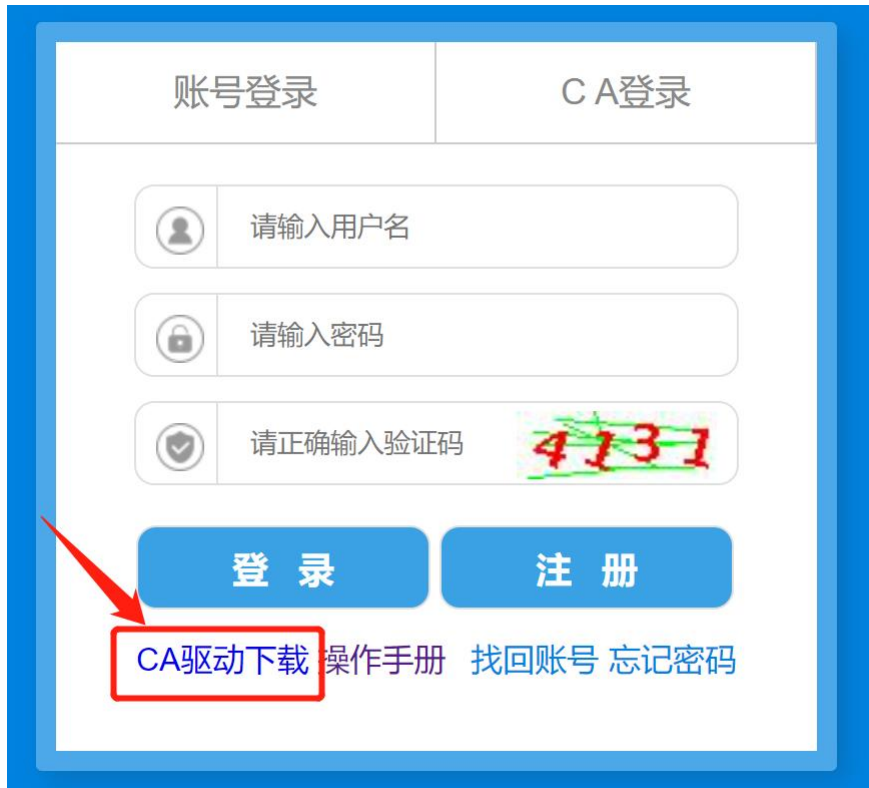 账号登录 CA登录
请输入用户名
请输入密码
请正确输入验证码 4131
登 录 注 册
CA驱动下载 操作手册 找回账号 忘记密码